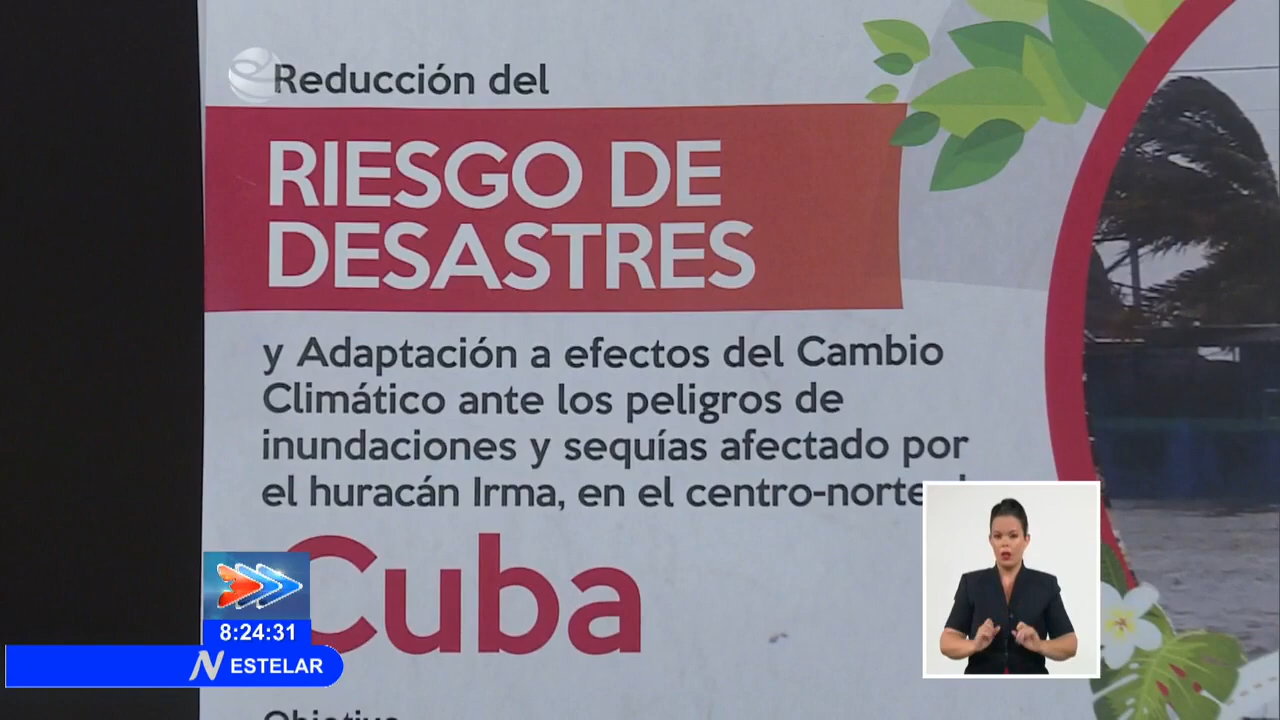 Reducción del
RIESGO DE
DESASTRES
y Adaptación a efectos del Cambio
Climático ante los peligros de
inundaciones y sequías afectado por
el huracán Irma, en el centro-norte
Cuba
8:24:31
N ESTELAR